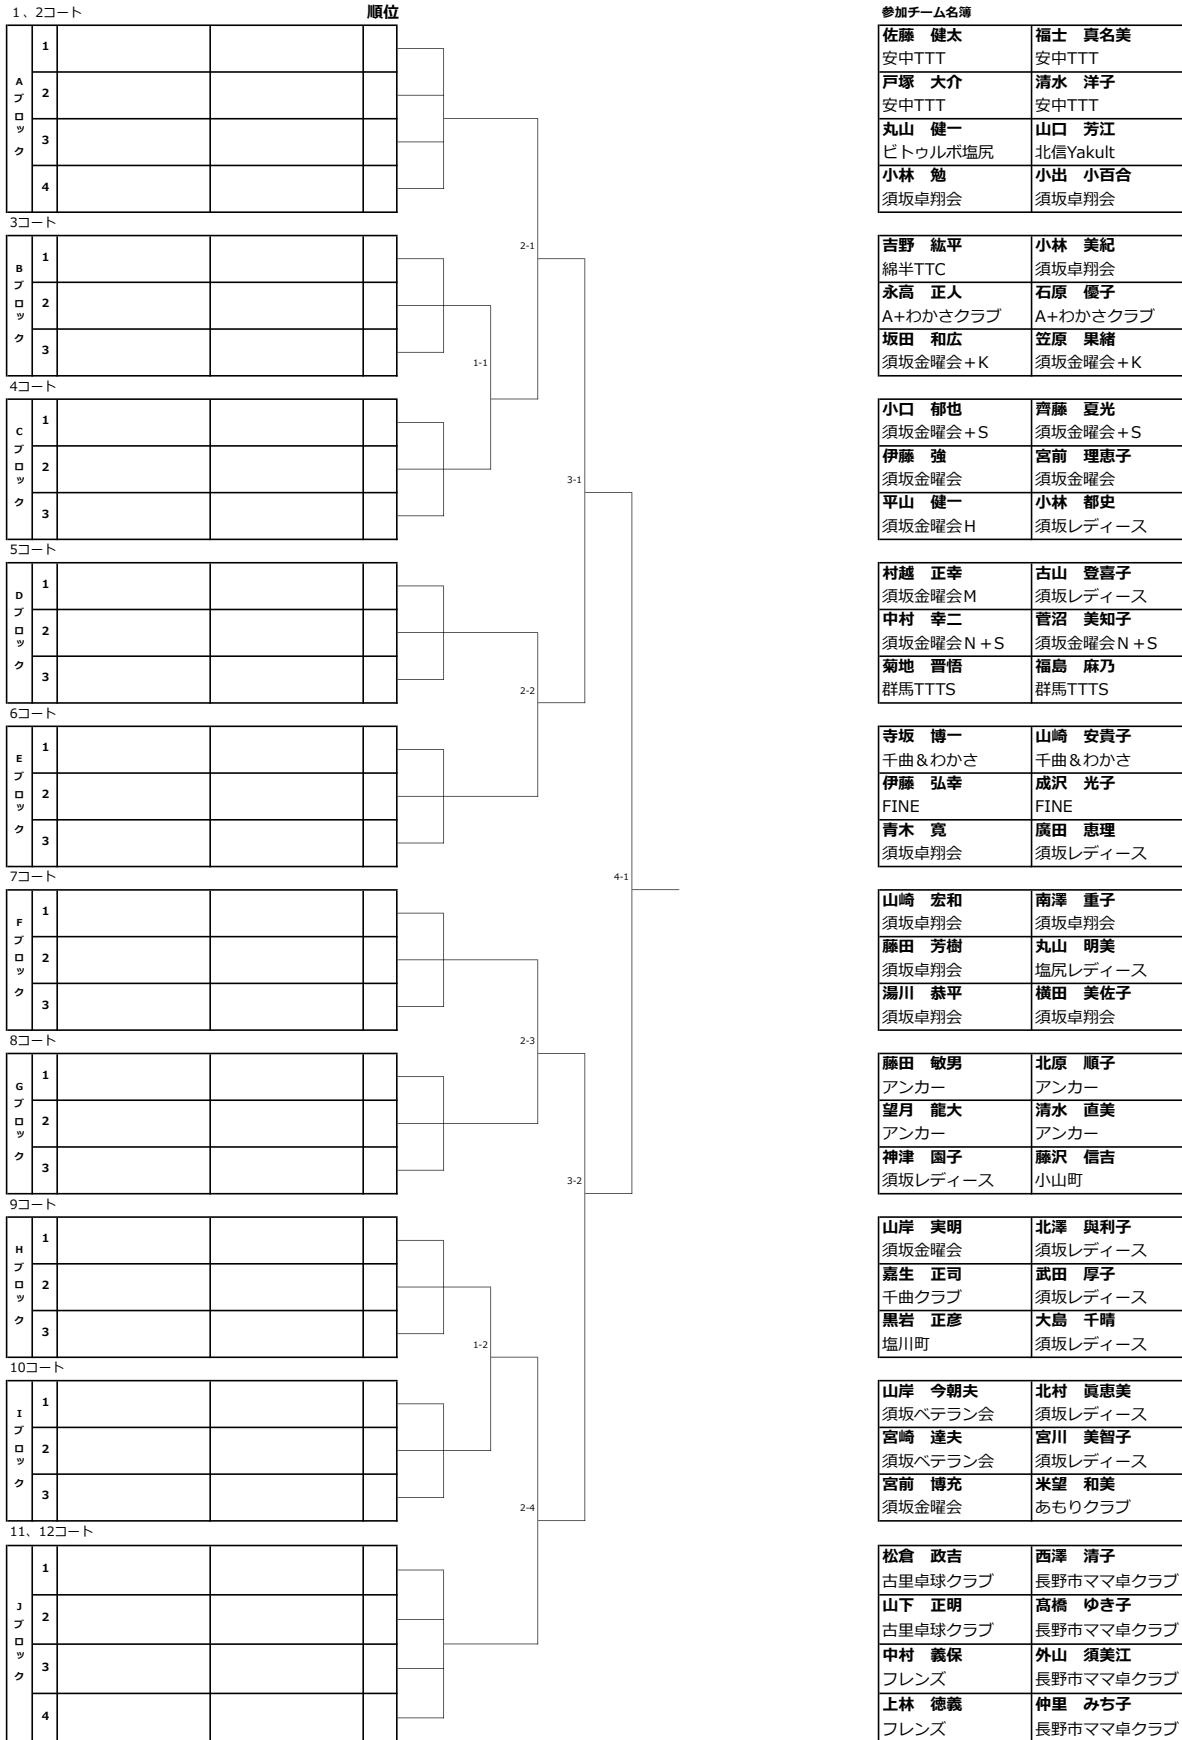 1、2コート 順位
Aブロック
1
2
3
4
3コート
Bブロック
1
2
3
4コート
Cブロック
1
2
3
5コート
Dブロック
1
2
3
6コート
Eブロック
1
2
3
7コート
Fブロック
1
2
3
8コート
Gブロック
1
2
3
9コート
Hブロック
1
2
3
10コート
Iブロック
1
2
3
11、12コート
Jブロック
1
2
3
4
2-1
1-1
3-1
2-2
4-1
2-3
3-2
1-2
2-4
参加チーム名簿
佐藤　健太 福士　真名美
安中TTT 安中TTT
戸塚　大介 清水　洋子
安中TTT 安中TTT
丸山　健一 山口　芳江
ビトゥルボ塩尻 北信Yakult
小林　勉 小出　小百合
須坂卓翔会 須坂卓翔会
吉野　紘平 小林　美紀
綿半TTC 須坂卓翔会
永高　正人 石原　優子
A+わかさクラブ A+わかさクラブ
坂田　和広 笠原　果緒
須坂金曜会＋K 須坂金曜会＋K
小口　郁也 齊藤　夏光
須坂金曜会＋S 須坂金曜会＋S
伊藤　強 宮前　理恵子
須坂金曜会 須坂金曜会
平山　健一 小林　都史
須坂金曜会H 須坂レディース
村越　正幸 古山　登喜子
須坂金曜会M 須坂レディース
中村　幸二 菅沼　美知子
須坂金曜会N＋S 須坂金曜会N＋S
菊地　晋悟 福島　麻乃
群馬TTTS 群馬TTTS
寺坂　博一 山崎　安貴子
千曲＆わかさ 千曲＆わかさ
伊藤　弘幸 成沢　光子
FINE FINE
青木　寛 廣田　恵理
須坂卓翔会 須坂レディース
山崎　宏和 南澤　重子
須坂卓翔会 須坂卓翔会
藤田　芳樹 丸山　明美
須坂卓翔会 塩尻レディース
湯川　恭平 横田　美佐子
須坂卓翔会 須坂卓翔会
藤田　敏男 北原　順子
アンカー アンカー
望月　龍大 清水　直美
アンカー アンカー
神津　園子 藤沢　信吉
須坂レディース 小山町
山岸　実明 北澤　與利子
須坂金曜会 須坂レディース
嘉生　正司 武田　厚子
千曲クラブ 須坂レディース
黒岩　正彦 大島　千晴
塩川町 須坂レディース
山岸　今朝夫 北村　眞恵美
須坂ベテラン会 須坂レディース
宮崎　達夫 宮川　美智子
須坂ベテラン会 須坂レディース
宮前　博充 米望　和美
須坂金曜会 あもりクラブ
松倉　政吉 西澤　清子
古里卓球クラブ 長野市ママ卓クラブ
山下　正明 髙橋　ゆき子
古里卓球クラブ 長野市ママ卓クラブ
中村　義保 外山　須美江
フレンズ 長野市ママ卓クラブ
上林　徳義 仲里　みち子
フレンズ 長野市ママ卓クラブ